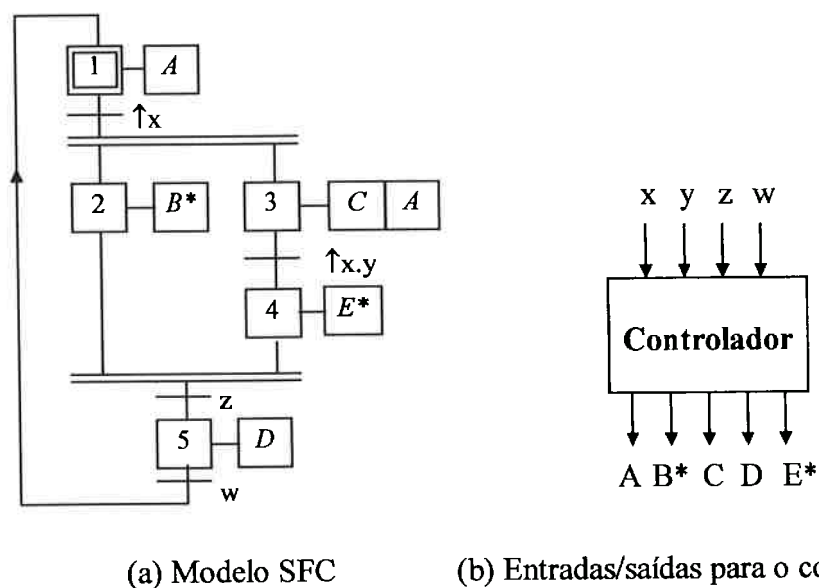 1 A
↑x
2 B* 3 C A
↑x.y
4 E*
z
5 D
w
x y z w
Controlador
A B* C D E*
(a) Modelo SFC
(b) Entradas/saídas para o co